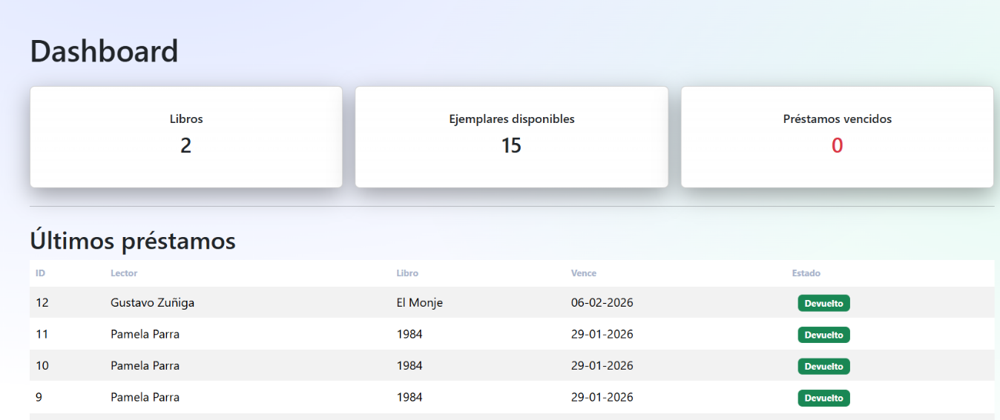 Dashboard
Libros Ejemplares disponibles Préstamos vencidos
2 15 0
Últimos préstamos
ID Lector Libro Vence Estado
12 Gustavo Zuñiga El Monje 06-02-2026 Devuelto
11 Pamela Parra 1984 29-01-2026 Devuelto
10 Pamela Parra 1984 29-01-2026 Devuelto
9 Pamela Parra 1984 29-01-2026 Devuelto